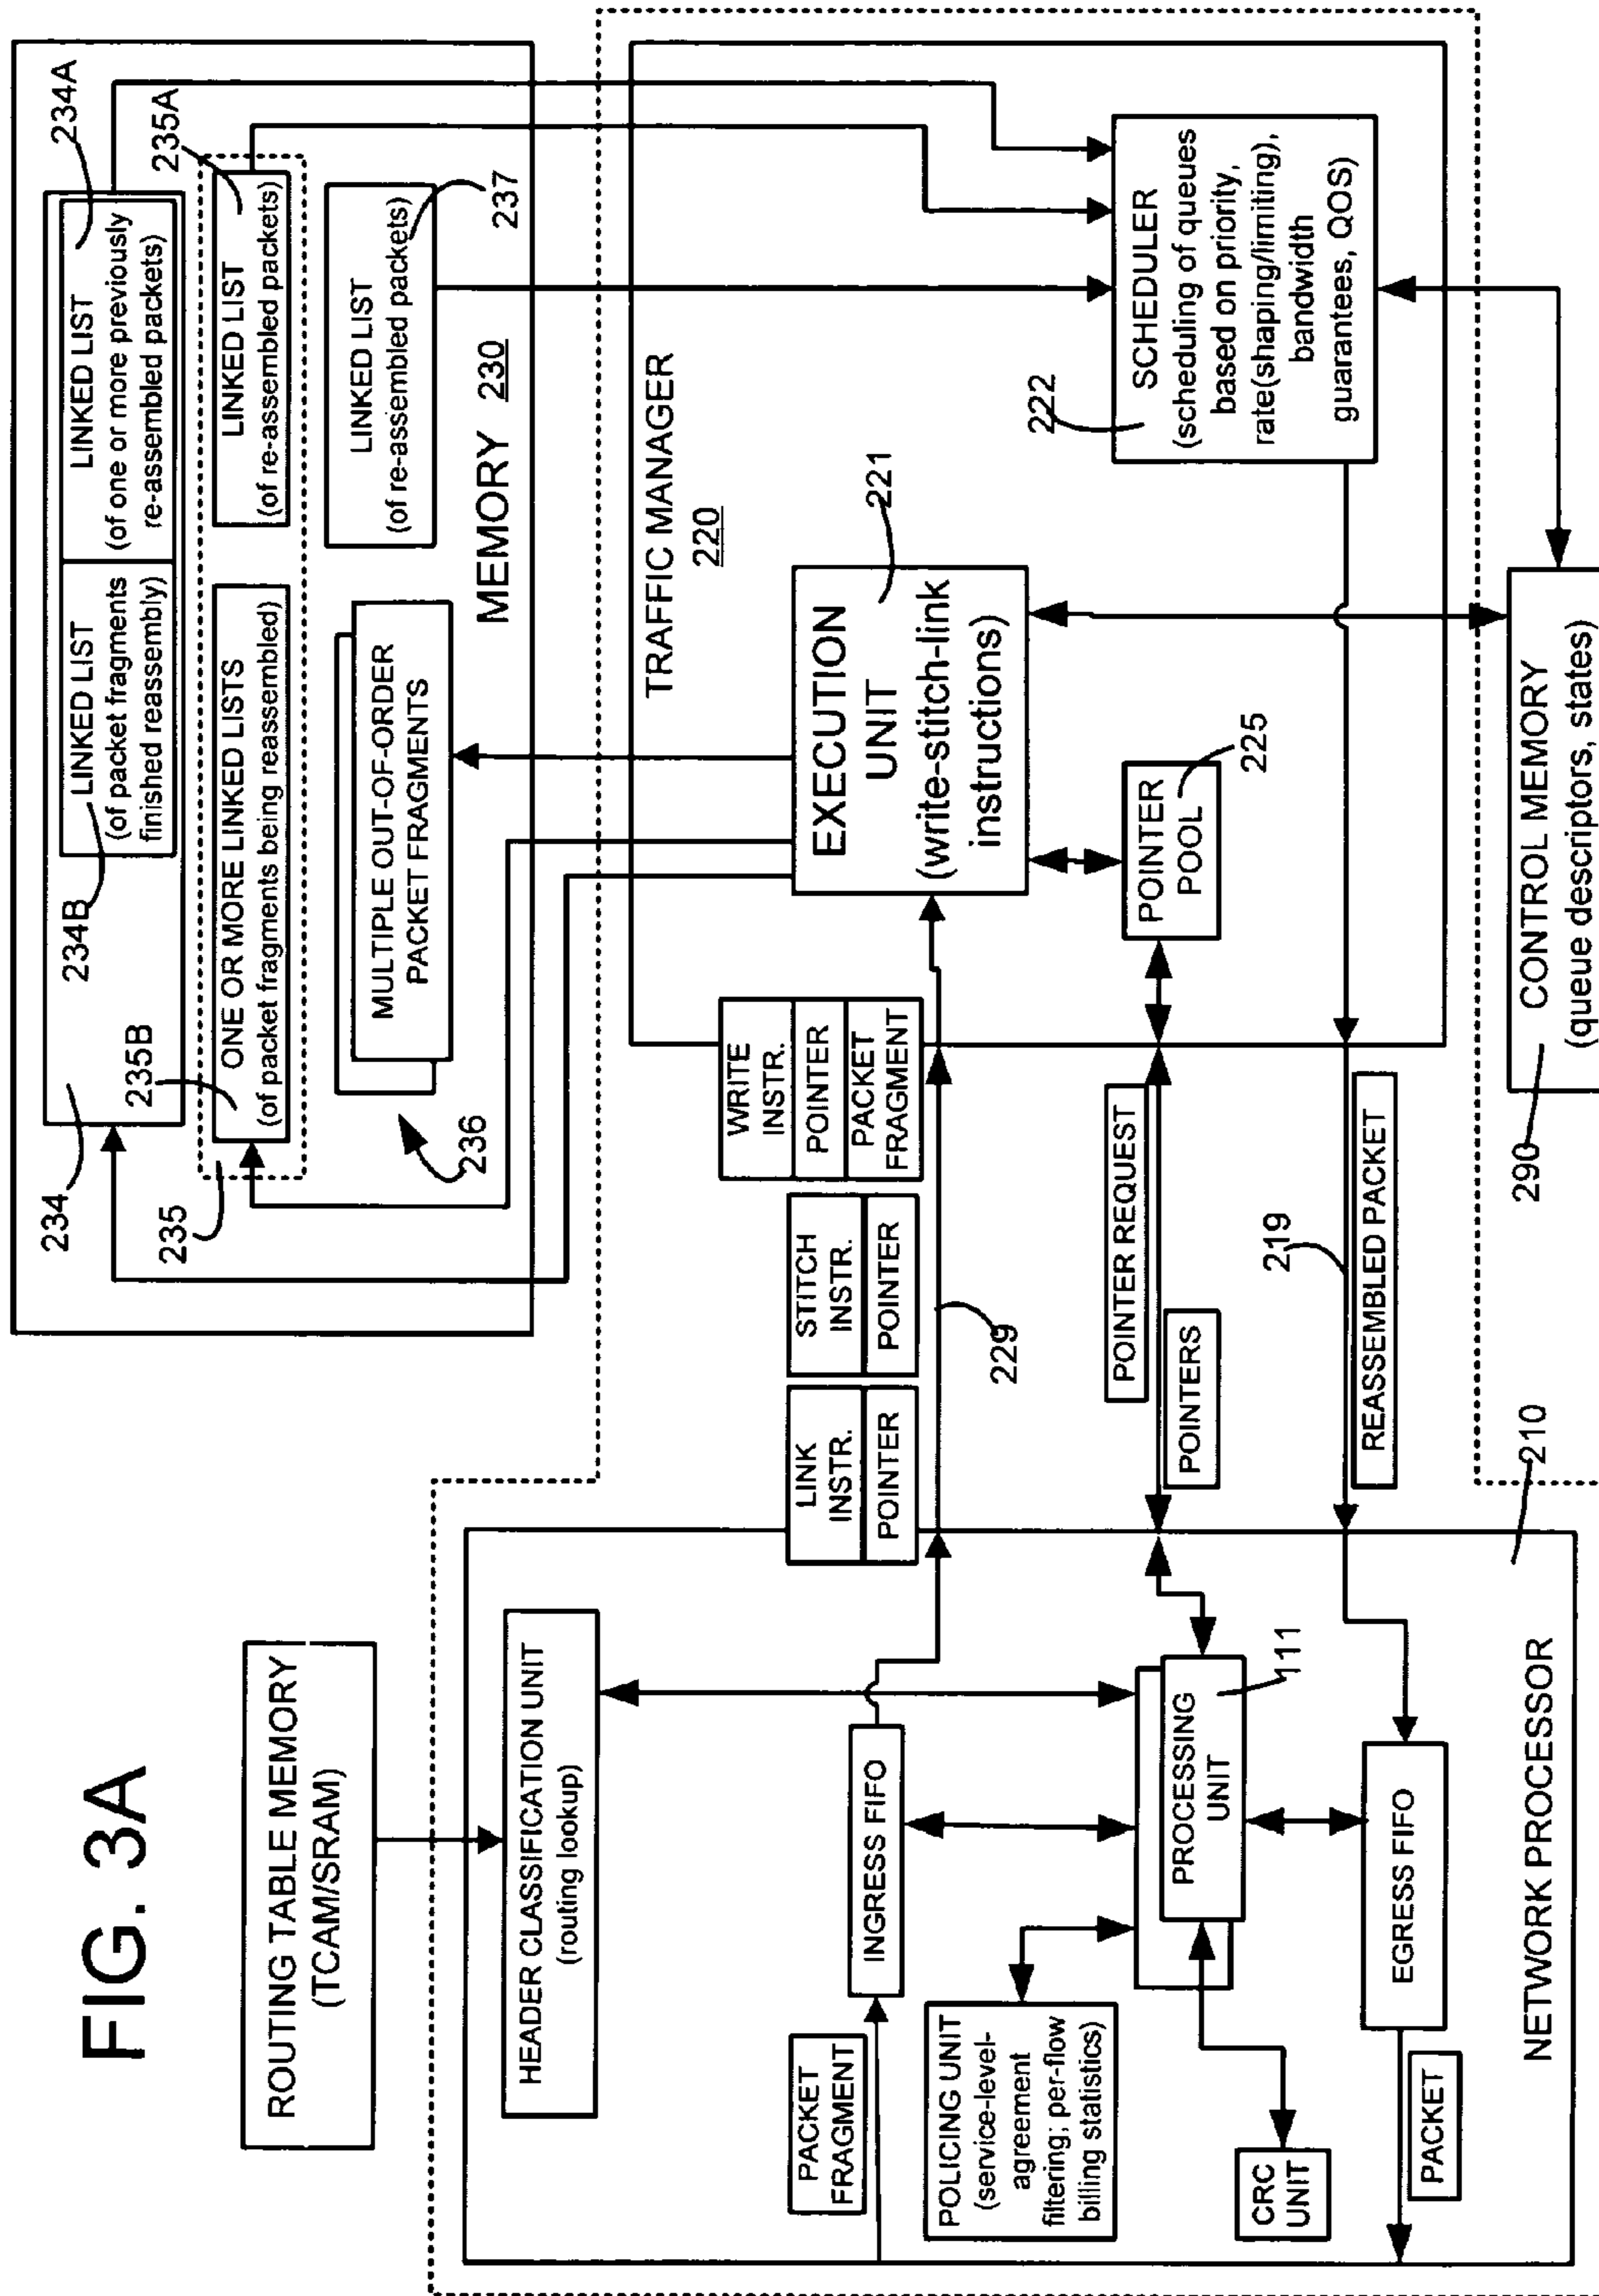 FIG. 3A
ROUTING TABLE MEMORY
(TCAM/SRAM)
HEADER CLASSIFICATION UNIT
(routing lookup)
PACKET
FRAGMENT
INGRESS FIFO
POLICING UNIT
(service-level-
agreement
filtering; per-flow
billing statistics)
PROCESSING
UNIT
111
CRC
UNIT
EGRESS FIFO
PACKET
NETWORK PROCESSOR
210
LINK
INSTR.
POINTER
STITCH
INSTR.
POINTER
WRITE
INSTR.
POINTER
PACKET
FRAGMENT
229
POINTER REQUEST
POINTERS
219
REASSEMBLED PACKET
234
234B
LINKED LIST
(of packet fragments
finished reassembly)
LINKED LIST
(of one or more previously
re-assembled packets)
234A
235
235B
ONE OR MORE LINKED LISTS
(of packet fragments being reassembled)
LINKED LIST
(of re-assembled packets)
235A
236
MULTIPLE OUT-OF-ORDER
PACKET FRAGMENTS
LINKED LIST
(of re-assembled packets)
237
MEMORY 230
TRAFFIC MANAGER
220
EXECUTION
UNIT
(write-stitch-link
instructions)
221
POINTER
POOL
225
222
SCHEDULER
(scheduling of queues
based on priority,
rate(shaping/limiting),
bandwidth
guarantees, QOS)
290
CONTROL MEMORY
(queue descriptors, states)